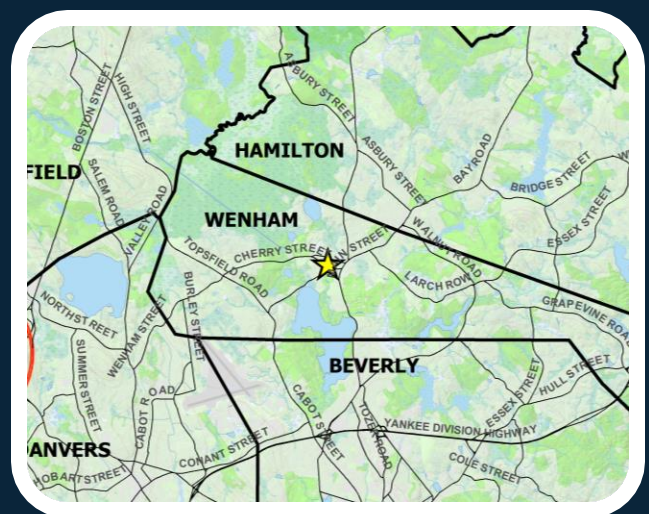 BOSTON STREET
HIGH STREET
ASBURY STREET
HAMILTON
ASBURY STREET
BAY ROAD
BRIDGE STREET
FIELD
SALEM ROAD
VALLEY ROAD
WENHAM
ESSEX STREET
CHERRY STREET
WALNUT ROAD
TOPSFIELD ROAD
LARCH ROW
BURLEY STREET
GRAPEVINE ROAD
NORTH STREET
WENHAM STREET
SUMMER STREET
BEVERLY
ESSEX STREET
HULL STREET
CABOT STREET
TOZER ROAD
CABOT ROAD
YANKEE DIVISION HIGHWAY
DANVERS
CONANT STREET
COLE STREET
HOBART STREET